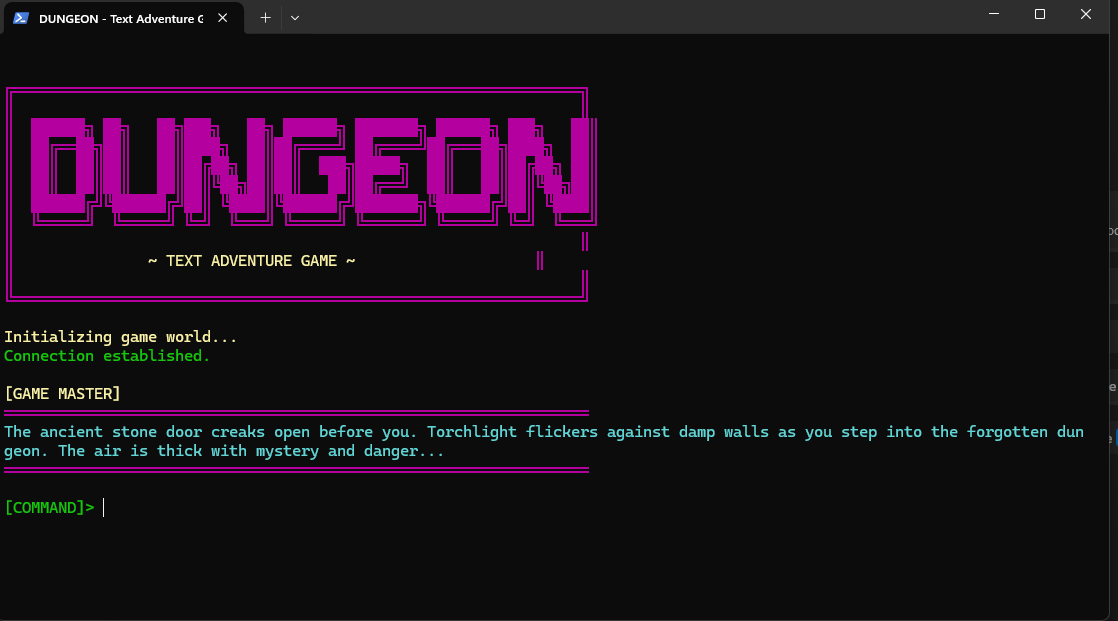 DUNGEON - Text Adventure G
DUNGEON
~ TEXT ADVENTURE GAME ~
Initializing game world...
Connection established.
[GAME MASTER]
The ancient stone door creaks open before you. Torchlight flickers against damp walls as you step into the forgotten dun
geon. The air is thick with mystery and danger...
[COMMAND]>